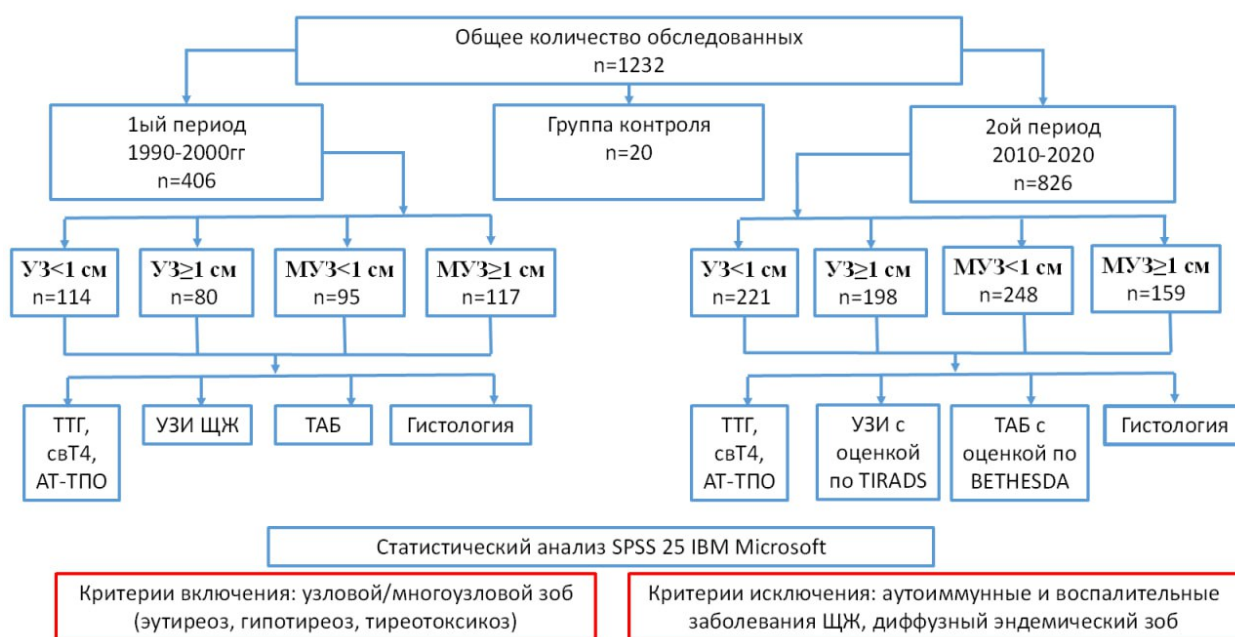 Общее количество обследованных
n=1232
1ый период
1990-2000гг
n=406
Группа контроля
n=20
2ой период
2010-2020
n=826
УЗ<1 см
n=114
УЗ≥1 см
n=80
МУЗ<1 см
n=95
МУЗ≥1 см
n=117
УЗ<1 см
n=221
УЗ≥1 см
n=198
МУЗ<1 см
n=248
МУЗ≥1 см
n=159
ТТГ,
свТ4,
АТ-ТПО
УЗИ ЩЖ
ТАБ
Гистология
ТТГ,
свТ4,
АТ-ТПО
УЗИ с
оценкой
по TIRADS
ТАБ с
оценкой по
BETHESDA
Гистология
Статистический анализ SPSS 25 IBM Microsoft
Критерии включения: узловой/многоузловой зоб
(эутиреоз, гипотиреоз, тиреотоксикоз)
Критерии исключения: аутоиммунные и воспалительные
заболевания ЩЖ, диффузный эндемический зоб